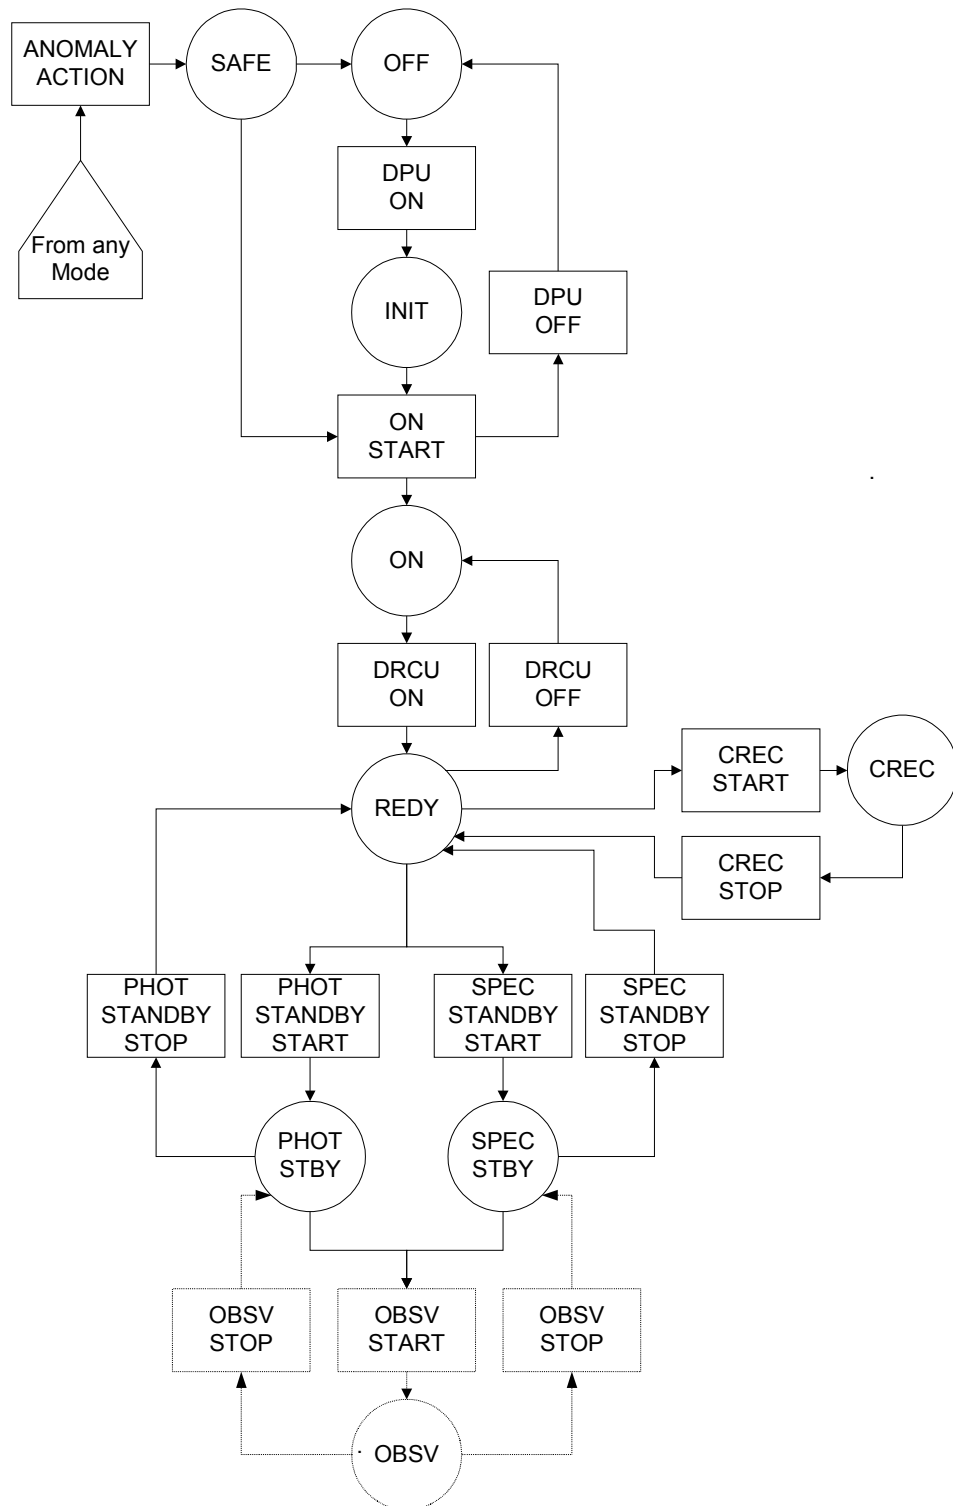 ANOMALY
ACTION
SAFE
OFF
From any
Mode
DPU
ON
INIT
DPU
OFF
ON
START
ON
DRCU
ON
DRCU
OFF
REDY
CREC
START
CREC
CREC
STOP
PHOT
STANDBY
STOP
PHOT
STANDBY
START
SPEC
STANDBY
START
SPEC
STANDBY
STOP
PHOT
STBY
SPEC
STBY
OBSV
STOP
OBSV
START
OBSV
STOP
OBSV